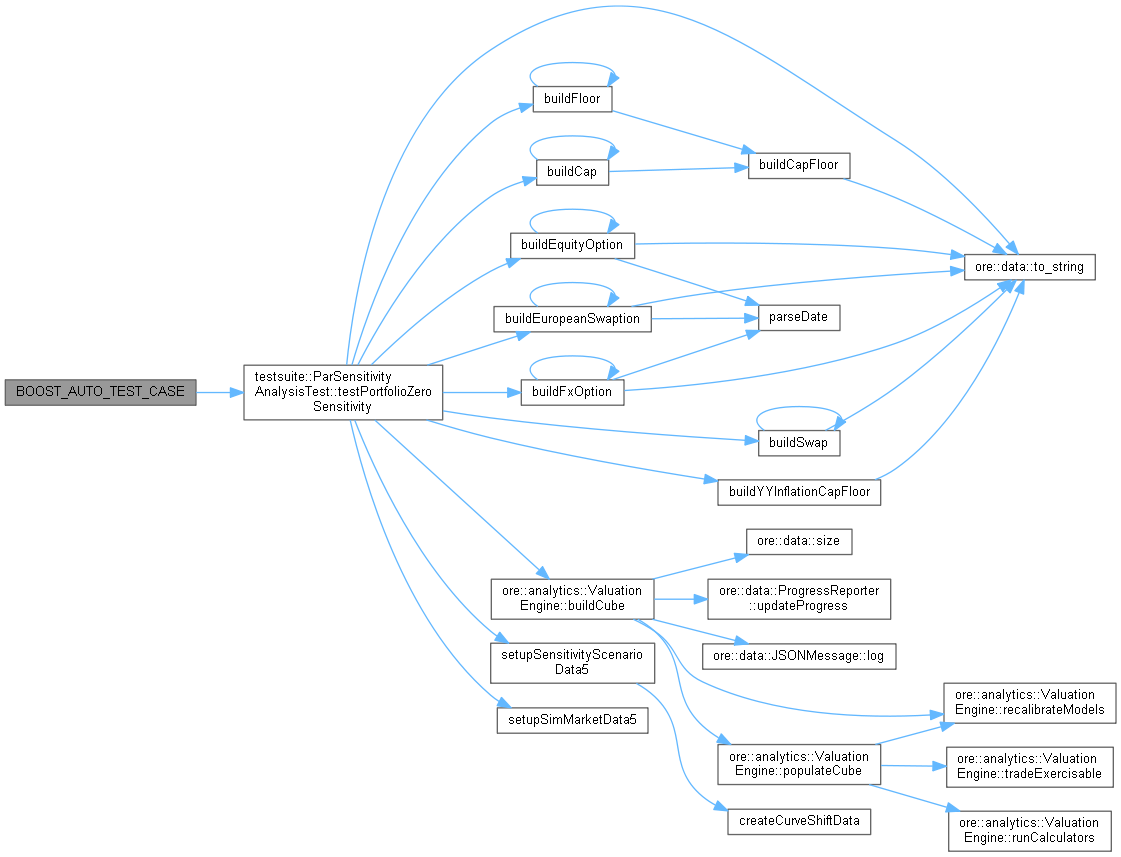 BOOST_AUTO_TEST_CASE
testsuite::ParSensitivity
AnalysisTest::testPortfolioZero
Sensitivity
buildFloor
buildCap
buildCapFloor
buildEquityOption
ore::data::to_string
buildEuropeanSwaption
parseDate
buildFxOption
buildSwap
buildYYInflationCapFloor
ore::analytics::Valuation
Engine::buildCube
ore::data::size
ore::data::ProgressReporter
::updateProgress
ore::data::JSONMessage::log
setupSensitivityScenario
Data5
setupSimMarketData5
ore::analytics::Valuation
Engine::recalibrateModels
ore::analytics::Valuation
Engine::populateCube
ore::analytics::Valuation
Engine::tradeExercisable
createCurveShiftData
ore::analytics::Valuation
Engine::runCalculators